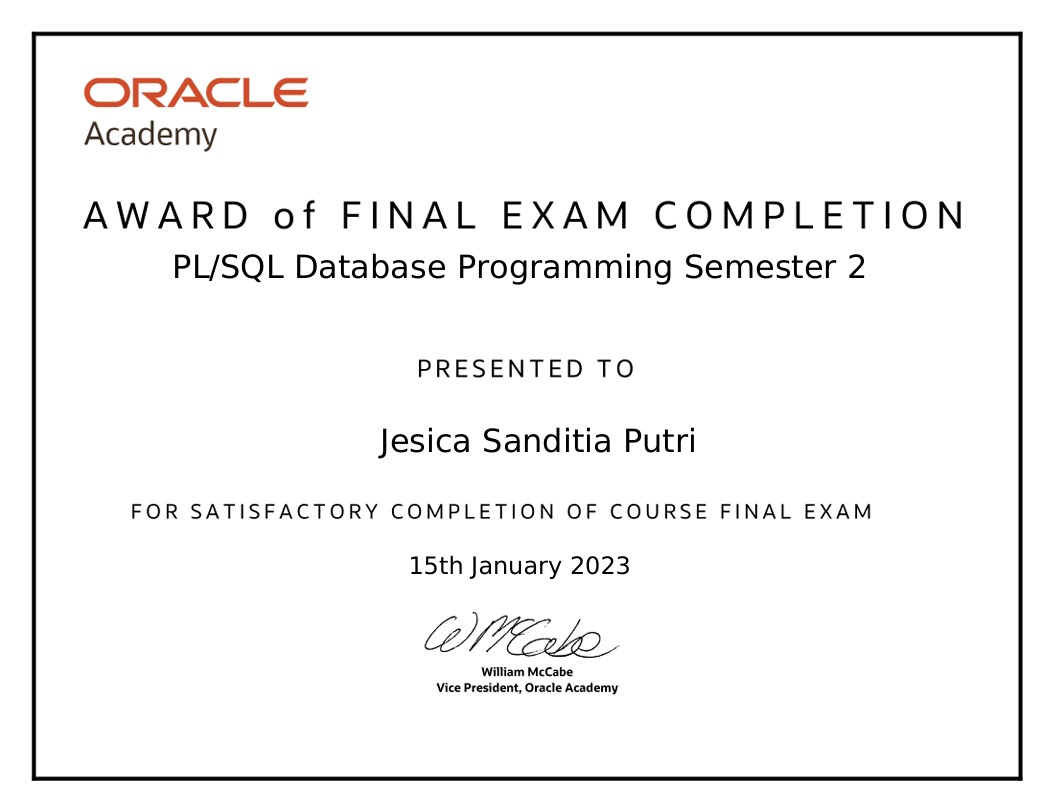 ORACLE
Academy
AWARD of FINAL EXAM COMPLETION
PL/SQL Database Programming Semester 2
PRESENTED TO
Jesica Sanditia Putri
FOR SATISFACTORY COMPLETION OF COURSE FINAL EXAM
15th January 2023
W McCabe
William McCabe
Vice President, Oracle Academy